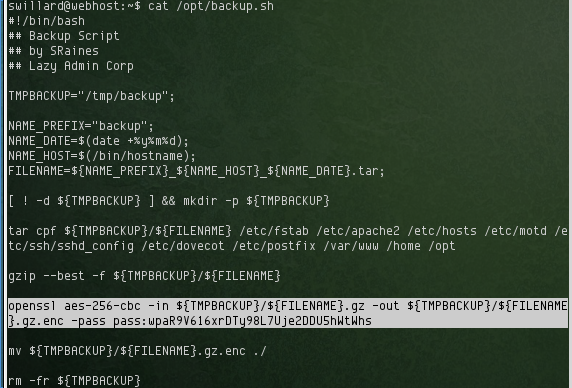 swillard@webhost:~$ cat /opt/backup.sh
#!/bin/bash
## Backup Script
## by SRaines
## Lazy Admin Corp
TMPBACKUP="/tmp/backup";
NAME_PREFIX="backup";
NAME_DATE=$(date +%y%m%d);
NAME_HOST=$(/bin/hostname);
FILENAME=${NAME_PREFIX}_${NAME_HOST}_${NAME_DATE}.tar;
[ ! -d ${TMPBACKUP} ] && mkdir -p ${TMPBACKUP}
tar cpf ${TMPBACKUP}/${FILENAME} /etc/fstab /etc/apache2 /etc/hosts /etc/motd /e
tc/ssh/sshd_config /etc/dovecot /etc/postfix /var/www /home /opt
gzip --best -f ${TMPBACKUP}/${FILENAME}
openssl aes-256-cbc -in ${TMPBACKUP}/${FILENAME}.gz -out ${TMPBACKUP}/${FILENAME
}.gz.enc -pass pass:wpaR9V616xrDTy98L7Uje2DDU5hWtWhs
mv ${TMPBACKUP}/${FILENAME}.gz.enc ./
rm -fr ${TMPBACKUP}